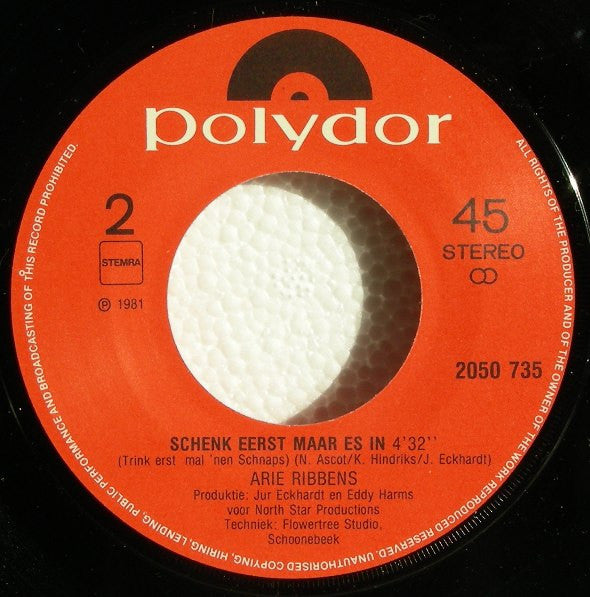 polydor
2
45
STEREO
STEMRA
℗ 1981
2050 735
SCHENK EERST MAAR ES IN 4'32''
(Trink erst 'mal 'nen Schnaps) (N. Ascot/K. Hindriks/J. Eckhardt)
ARIE RIBBENS
Produktie: Jur Eckhardt en Eddy Harms
voor North Star Productions
Techniek: Flowertree Studio,
Schoonebeek
ALL RIGHTS OF THE PRODUCER AND OF THE OWNER OF THE WORK REPRODUCED RESERVED. UNAUTHORISED COPYING, HIRING, LENDING, PUBLIC PERFORMANCE AND BROADCASTING OF THIS RECORD PROHIBITED.